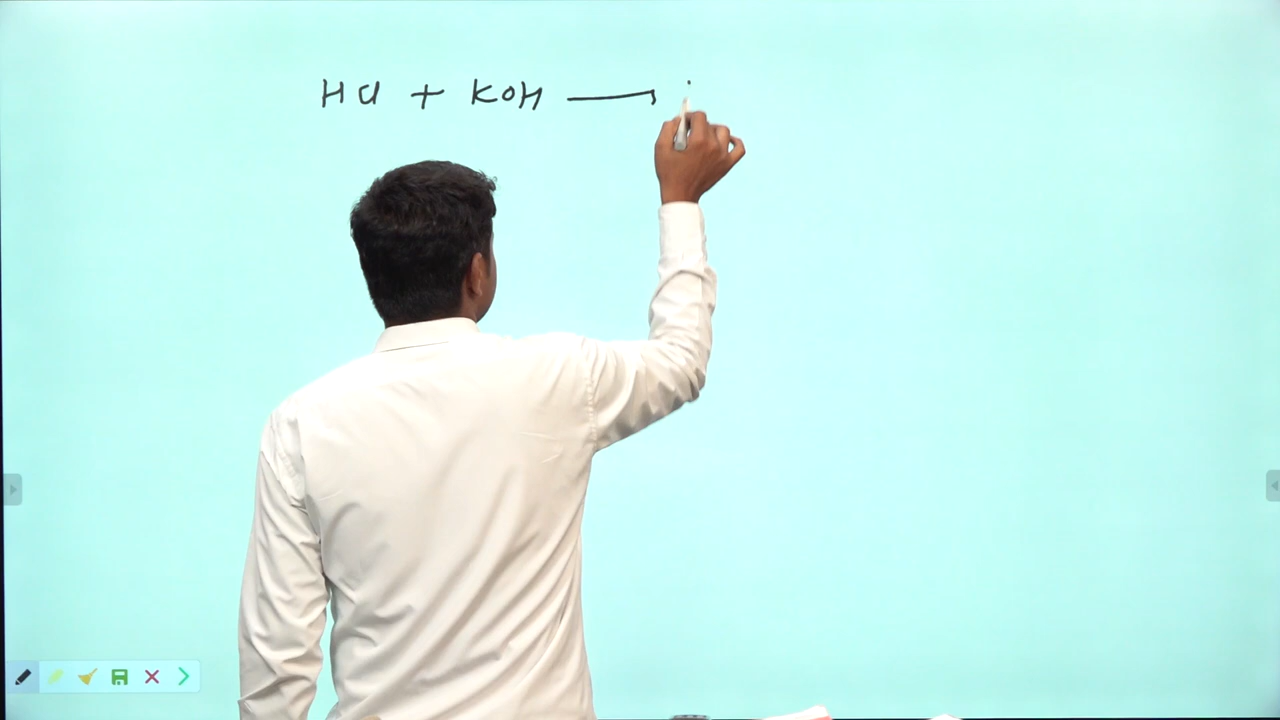 HCl + KOH →